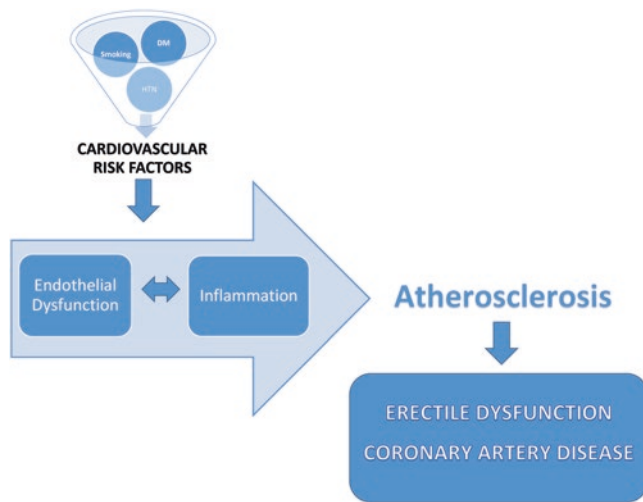 Smoking
DM
HTN
CARDIOVASCULAR
RISK FACTORS
Endothelial
Dysfunction
Inflammation
Atherosclerosis
ERECTILE DYSFUNCTION
CORONARY ARTERY DISEASE